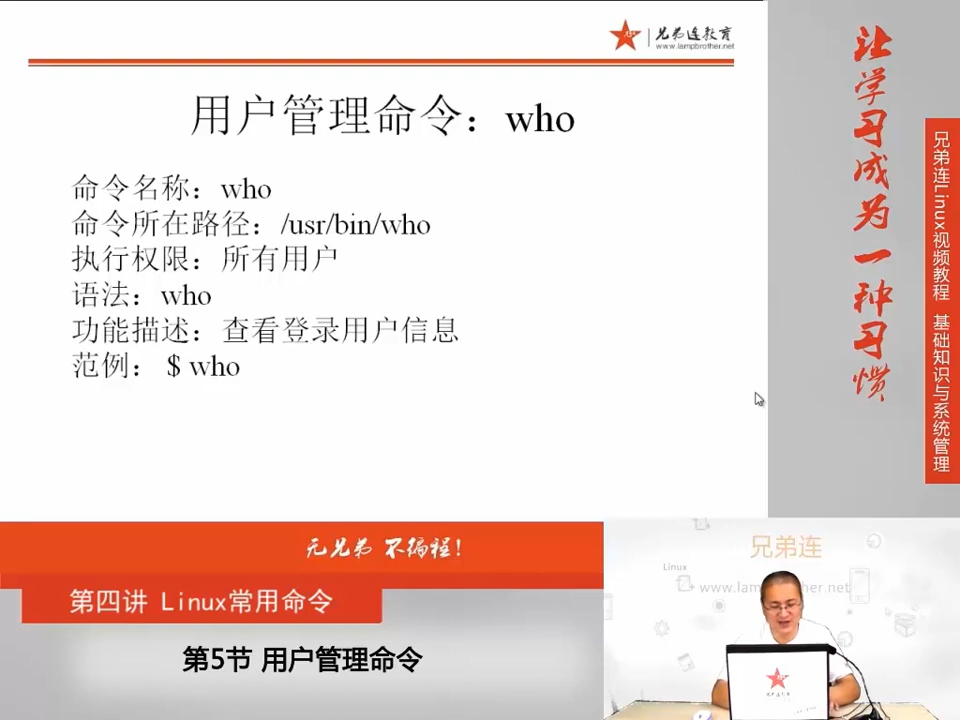 兄弟连教育
www.lampbrother.net
用户管理命令：who
命令名称：who
命令所在路径：/usr/bin/who
执行权限：所有用户
语法：who
功能描述：查看登录用户信息
范例： $ who
让学习成为一种习惯
兄弟连Linux视频教程 基础知识与系统管理
无兄弟 不编程！
第四讲 Linux常用命令
第5节 用户管理命令
兄弟连
Linux